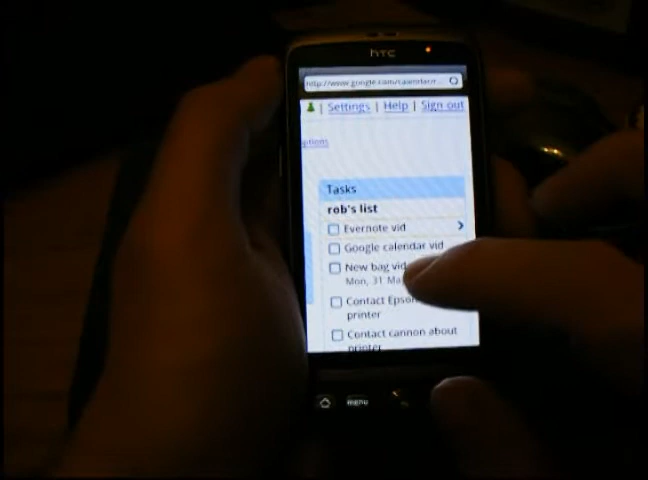 htc
http://www.google.com/calendar/r...
| Settings | Help | Sign out
ptions
Tasks
rob's list
Evernote vid
Google calendar vid
New bag vid
Mon, 31 Ma
Contact Epson
printer
Contact cannon about
printer
menu